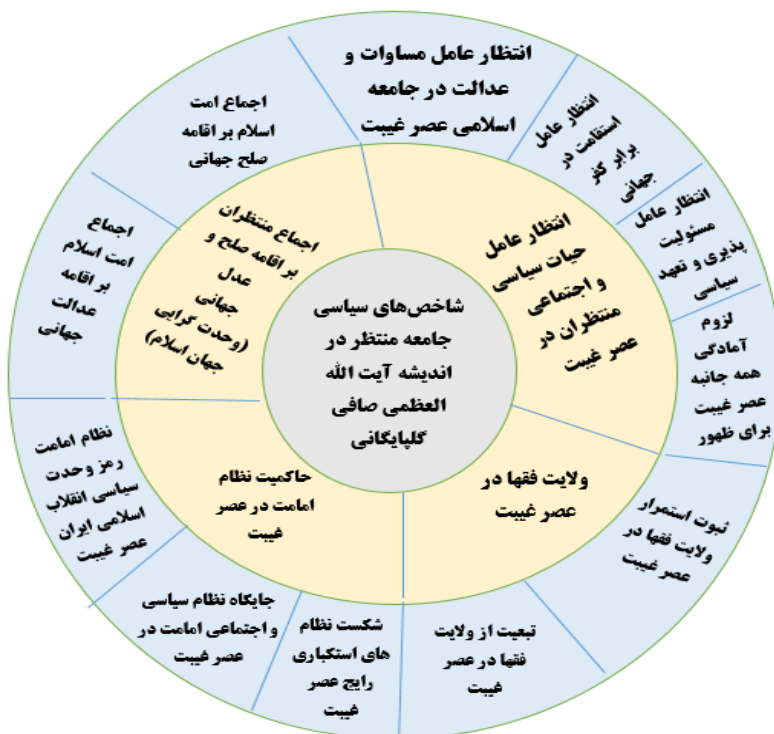 شاخص‌های سیاسی
جامعه منتظر در
اندیشه آیت الله
العظمی صافی
گلپایگانی
انتظار عامل
حیات سیاسی
و اجتماعی
منتظران در
عصر غیبت
ولایت فقها در
عصر غیبت
حاکمیت نظام
امامت در عصر
غیبت
اجماع منتظران
بر اقامه صلح و
عدل
جهانی
(وحدت گرایی
جهان اسلام)
انتظار عامل مساوات و
عدالت در جامعه
اسلامی عصر غیبت
انتظار عامل
استقامت در
برابر کفر
جهانی
انتظار عامل
مسئولیت
پذیری و تعهد
سیاسی
لزوم
آمادگی
همه جانبه
عصر غیبت
برای ظهور
ثبوت استمرار
ولایت فقها در
عصر غیبت
تبعیت از ولایت
فقها در عصر
غیبت
شکست نظام
های استکباری
رایج عصر
غیبت
جایگاه نظام سیاسی
و اجتماعی امامت در
عصر غیبت
نظام امامت
رمز وحدت
سیاسی انقلاب
اسلامی ایران
عصر غیبت
اجماع
امت اسلام
بر اقامه
عدالت
جهانی
اجماع امت
اسلام بر اقامه
صلح جهانی